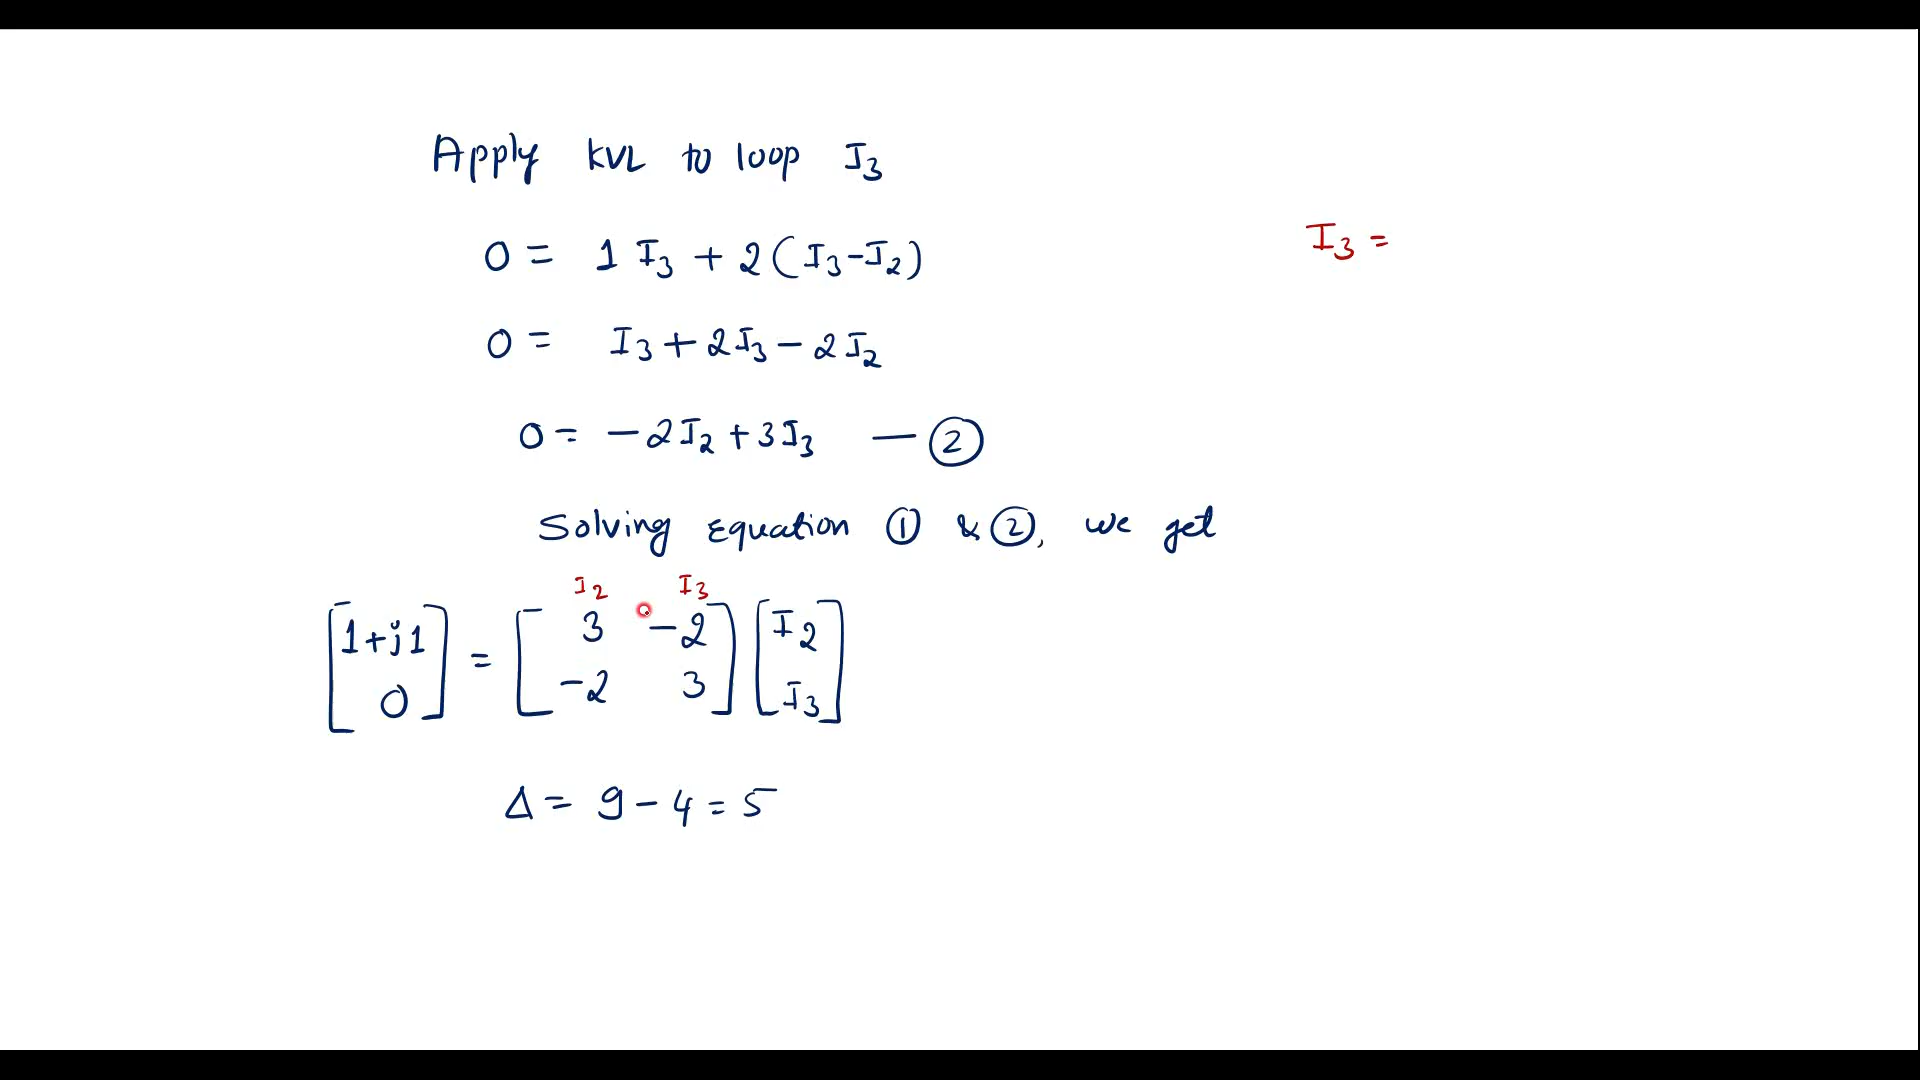 Apply KVL to loop I₃
0 = 1 I₃ + 2(I₃-I₂)
I₃ =
0 = I₃ + 2I₃ - 2I₂
0 = -2I₂ + 3I₃ — ②
Solving Equation ① & ②, we get
I₂ I₃
[1+j1 0] = [3 -2 -2 3] [I₂ I₃]
Δ = 9 - 4 = 5